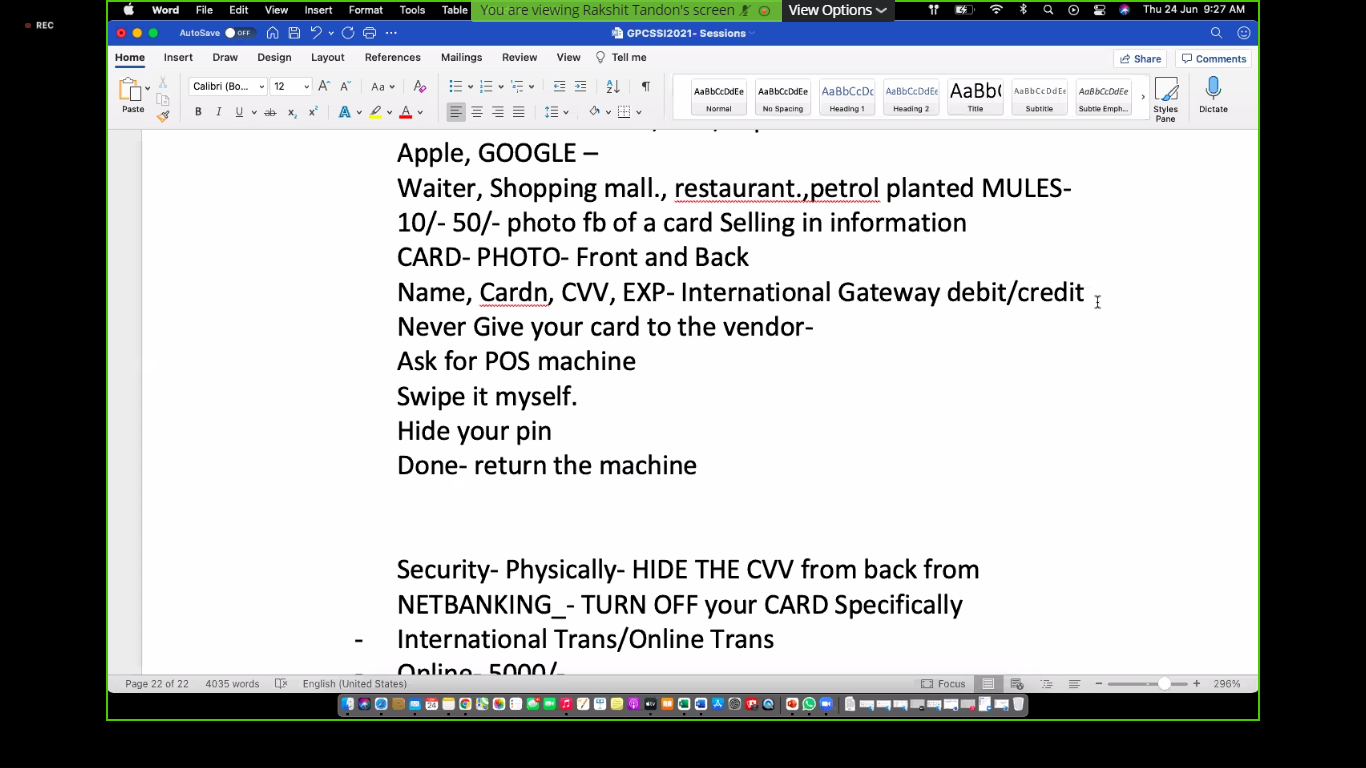 REC
You are viewing Rakshit Tandon's screen
View Options
Word File Edit View Insert Format Tools Table
Thu 24 Jun 9:27 AM
AutoSave OFF
GPCSSI2021- Sessions
Home Insert Draw Design Layout References Mailings Review View Tell me
Share Comments
Paste
Calibri (Bo... 12
AaBbCcDdEe Normal
AaBbCcDdEe No Spacing
AaBbCcDc Heading 1
AaBbCcDdEe Heading 2
AaBb( Title
AaBbCcDdEe Subtitle
AaBbCcDdEe Subtle Emph...
Styles Pane
Dictate
Apple, GOOGLE –
Waiter, Shopping mall., restaurant.,petrol planted MULES-
10/- 50/- photo fb of a card Selling in information
CARD- PHOTO- Front and Back
Name, Cardn, CVV, EXP- International Gateway debit/credit
Never Give your card to the vendor-
Ask for POS machine
Swipe it myself.
Hide your pin
Done- return the machine
Security- Physically- HIDE THE CVV from back from
NETBANKING_- TURN OFF your CARD Specifically
- International Trans/Online Trans
- Online- 5000/-
Page 22 of 22 4035 words English (United States)
Focus
296%